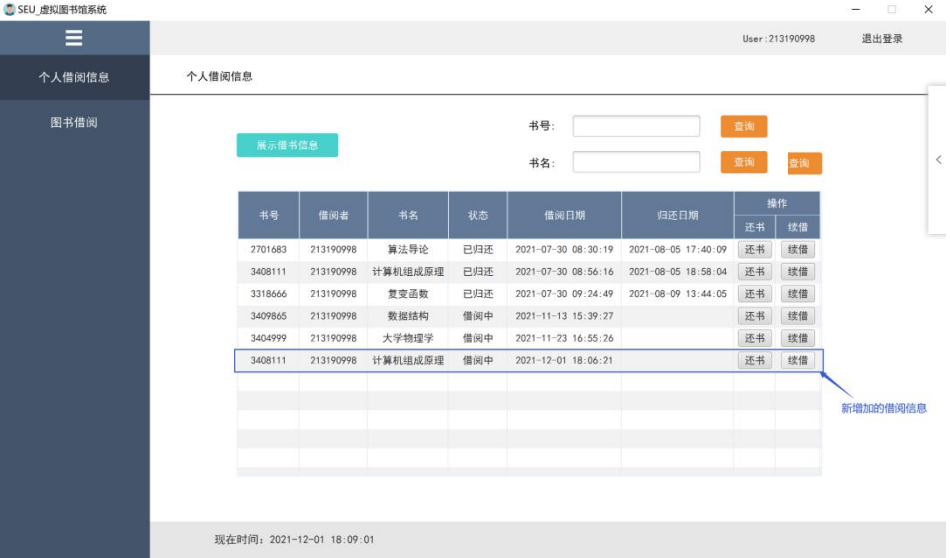 SEU_虚拟图书馆系统
User:213190998 退出登录
个人借阅信息 个人借阅信息
图书借阅
书号: 查询
展示借书信息
书名: 查询 查询
书号 借阅者 书名 状态 借阅日期 归还日期 操作
还书 续借
2701683 213190998 算法导论 已归还 2021-07-30 08:30:19 2021-08-05 17:40:09 还书 续借
3408111 213190998 计算机组成原理 已归还 2021-07-30 08:56:16 2021-08-05 18:58:04 还书 续借
3318666 213190998 复变函数 已归还 2021-07-30 09:24:49 2021-08-09 13:44:05 还书 续借
3409865 213190998 数据结构 借阅中 2021-11-13 15:39:27 还书 续借
3404999 213190998 大学物理学 借阅中 2021-11-23 16:55:26 还书 续借
3408111 213190998 计算机组成原理 借阅中 2021-12-01 18:06:21 还书 续借
新增加的借阅信息
现在时间: 2021-12-01 18:09:01